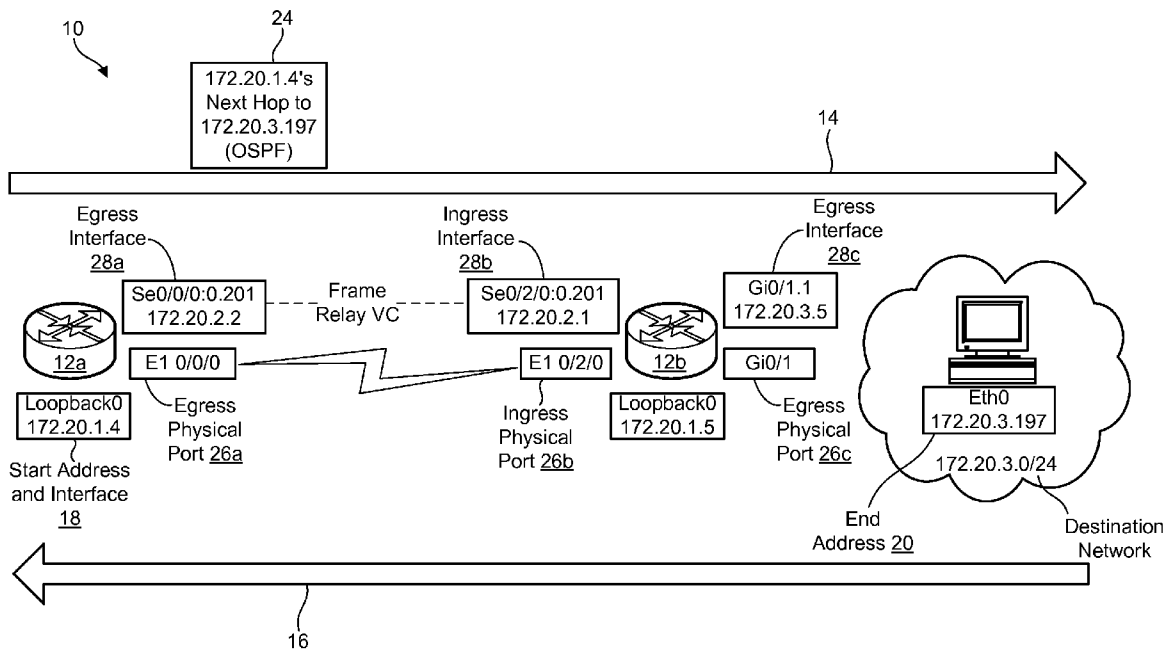 10
24
172.20.1.4's
Next Hop to
172.20.3.197
(OSPF)
14
Egress
Interface
28a
Ingress
Interface
28b
Egress
Interface
28c
Se0/0/0:0.201
172.20.2.2
Frame
Relay VC
Se0/2/0:0.201
172.20.2.1
Gi0/1.1
172.20.3.5
12a
E1 0/0/0
E1 0/2/0
12b
Gi0/1
Loopback0
172.20.1.4
Egress
Physical
Port 26a
Ingress
Physical
Port 26b
Loopback0
172.20.1.5
Egress
Physical
Port 26c
Eth0
172.20.3.197
172.20.3.0/24
Start Address
and Interface
18
End
Address 20
Destination
Network
16